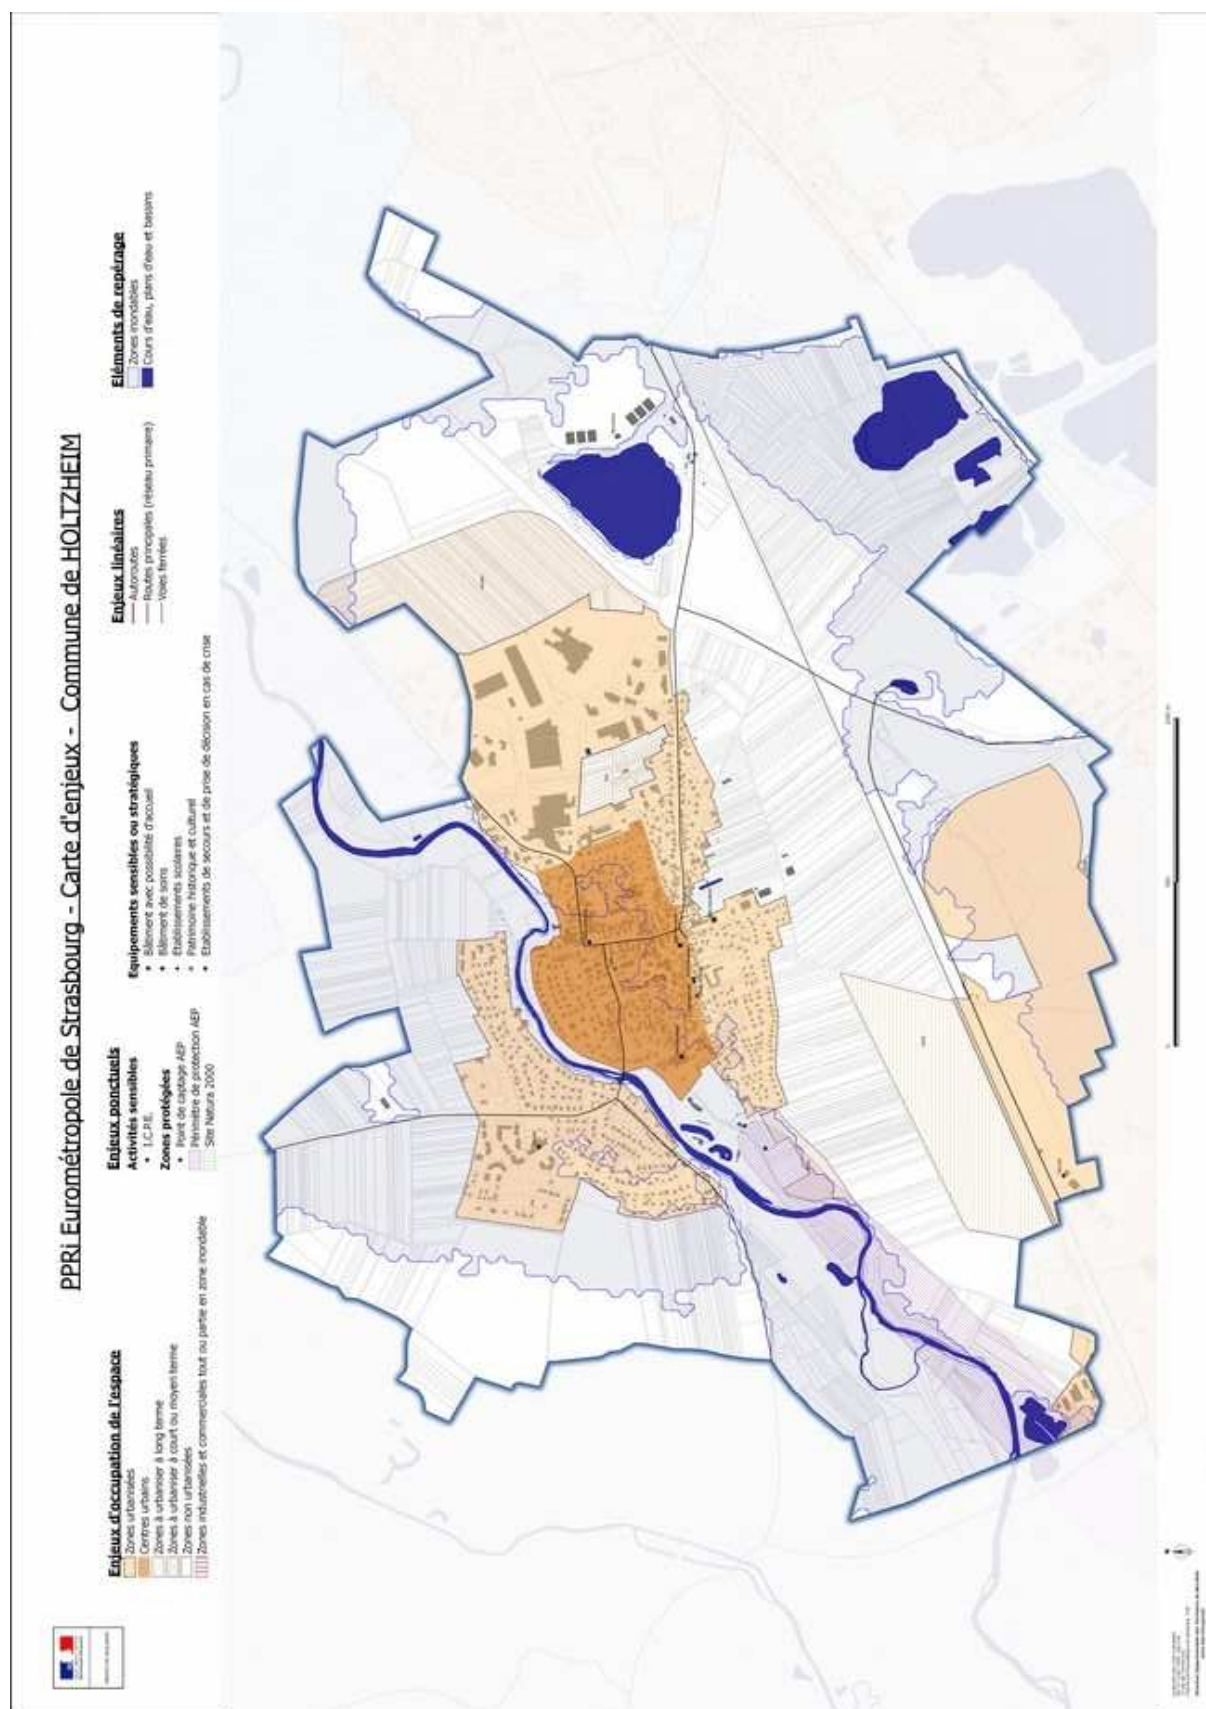 PPRi Eurométropole de Strasbourg - Carte d'enjeux - Commune de HOLTZHEIM
Enjeux d'occupation de l'espace
Zones urbanisées
Centres urbains
Zones à urbaniser à long terme
Zones à urbaniser à court ou moyen terme
Zones non urbanisées
Zones industrielles et commerciales tout ou partie en zone inondable
Enjeux ponctuels
Activités sensibles
I.C.P.E.
Zones protégées
Point de captage AEP
Périmètre de protection AEP
Site Natura 2000
Equipements sensibles ou stratégiques
Bâtiment avec possibilité d'accueil
Bâtiment de soins
Etablissements scolaires
Patrimoine historique et culturel
Etablissements de secours et de prise de décision en cas de crise
Enjeux linéaires
Autoroutes
Routes principales (réseau primaire)
Voies ferrées
Eléments de repérage
Zones inondables
Cours d'eau, plans d'eau et bassins